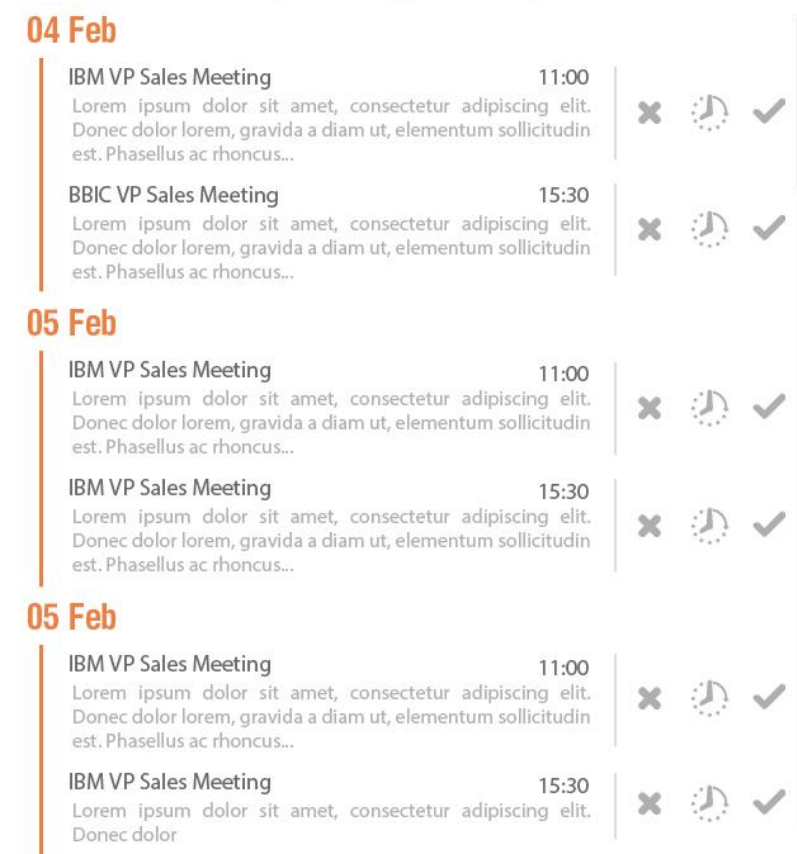 04 Feb
IBM VP Sales Meeting 11:00
Lorem ipsum dolor sit amet, consectetur adipiscing elit.
Donec dolor lorem, gravida a diam ut, elementum sollicitudin
est. Phasellus ac rhoncus...
BBIC VP Sales Meeting 15:30
Lorem ipsum dolor sit amet, consectetur adipiscing elit.
Donec dolor lorem, gravida a diam ut, elementum sollicitudin
est. Phasellus ac rhoncus...
05 Feb
IBM VP Sales Meeting 11:00
Lorem ipsum dolor sit amet, consectetur adipiscing elit.
Donec dolor lorem, gravida a diam ut, elementum sollicitudin
est. Phasellus ac rhoncus...
IBM VP Sales Meeting 15:30
Lorem ipsum dolor sit amet, consectetur adipiscing elit.
Donec dolor lorem, gravida a diam ut, elementum sollicitudin
est. Phasellus ac rhoncus...
05 Feb
IBM VP Sales Meeting 11:00
Lorem ipsum dolor sit amet, consectetur adipiscing elit.
Donec dolor lorem, gravida a diam ut, elementum sollicitudin
est. Phasellus ac rhoncus...
IBM VP Sales Meeting 15:30
Lorem ipsum dolor sit amet, consectetur adipiscing elit.
Donec dolor